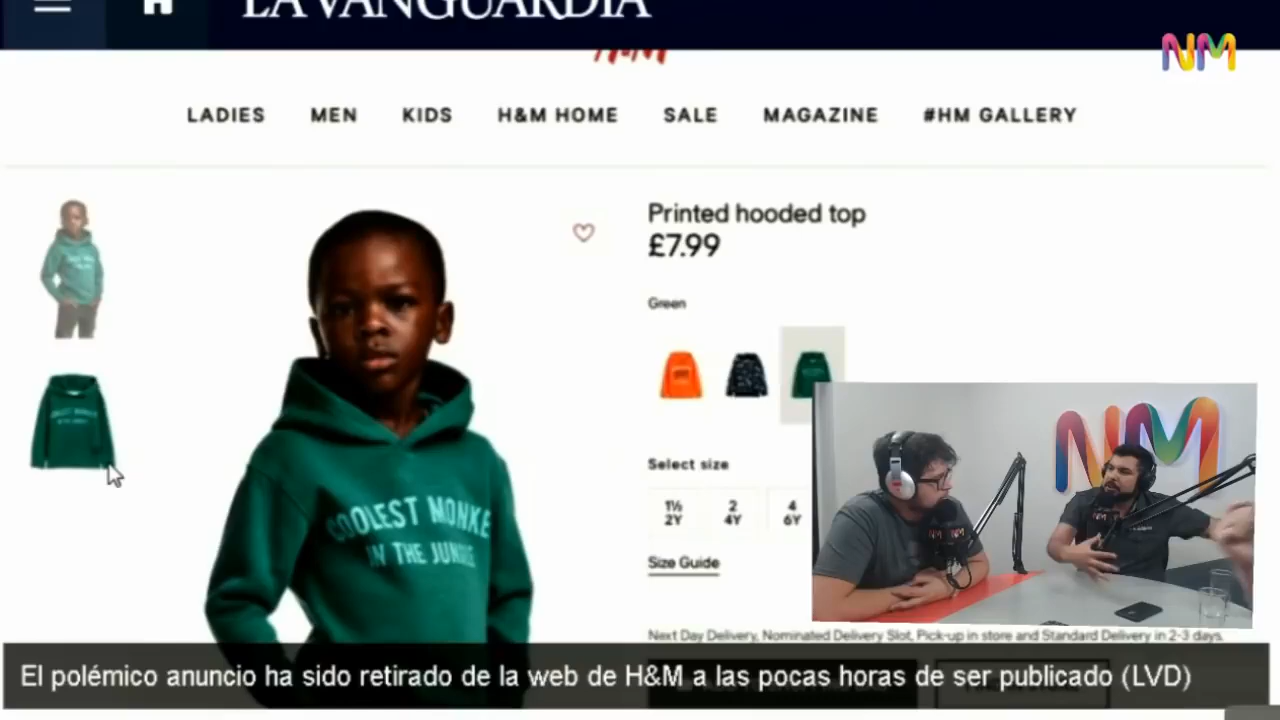 LA VANGUARDIA
NM
H&M
LADIES MEN KIDS H&M HOME SALE MAGAZINE #HM GALLERY
Printed hooded top
£7.99
Green
COOLEST MONKE
IN THE JUNGLE
Select size
1½ 2 4
2Y 4Y 6Y
Size Guide
NM
Next Day Delivery, Nominated Delivery Slot, Pick-up in store and Standard Delivery in 2-3 days.
El polémico anuncio ha sido retirado de la web de H&M a las pocas horas de ser publicado (LVD)